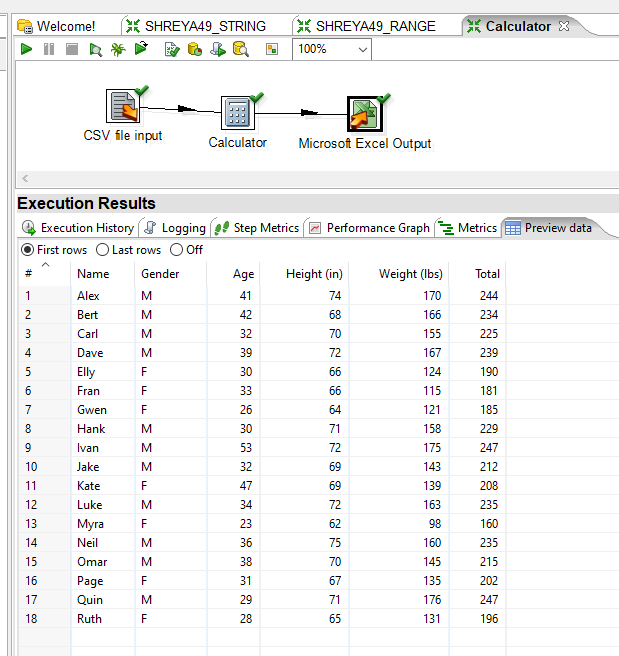 Welcome! SHREYA49_STRING SHREYA49_RANGE Calculator
100%
CSV file input Calculator Microsoft Excel Output
Execution Results
Execution History Logging Step Metrics Performance Graph Metrics Preview data
First rows Last rows Off
# Name Gender Age Height (in) Weight (lbs) Total
1 Alex M 41 74 170 244
2 Bert M 42 68 166 234
3 Carl M 32 70 155 225
4 Dave M 39 72 167 239
5 Elly F 30 66 124 190
6 Fran F 33 66 115 181
7 Gwen F 26 64 121 185
8 Hank M 30 71 158 229
9 Ivan M 53 72 175 247
10 Jake M 32 69 143 212
11 Kate F 47 69 139 208
12 Luke M 34 72 163 235
13 Myra F 23 62 98 160
14 Neil M 36 75 160 235
15 Omar M 38 70 145 215
16 Page F 31 67 135 202
17 Quin M 29 71 176 247
18 Ruth F 28 65 131 196